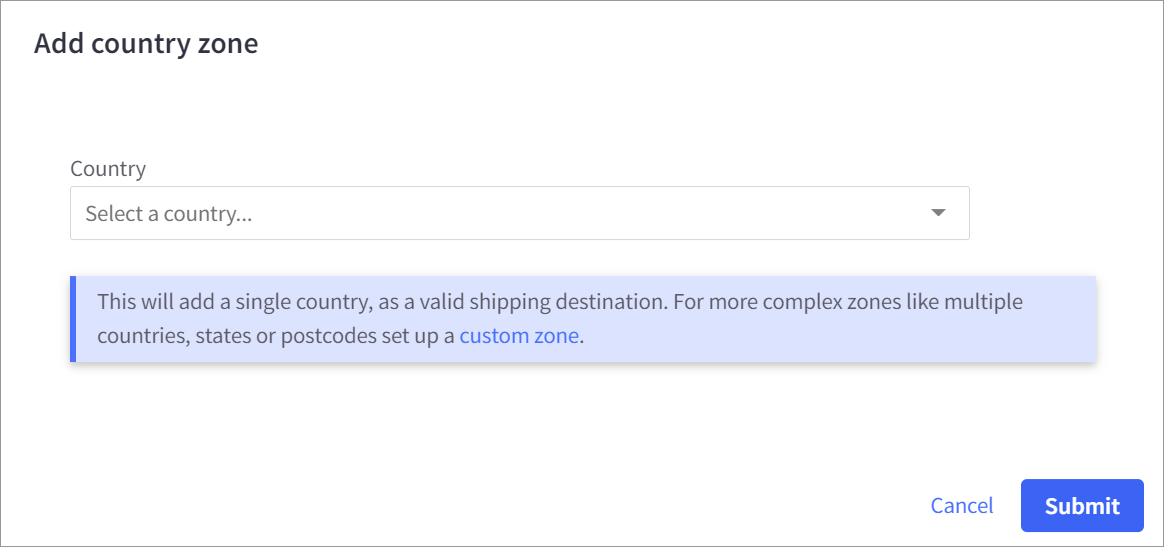 Add country zone
Country
Select a country...
This will add a single country, as a valid shipping destination. For more complex zones like multiple
countries, states or postcodes set up a custom zone.
Cancel
Submit